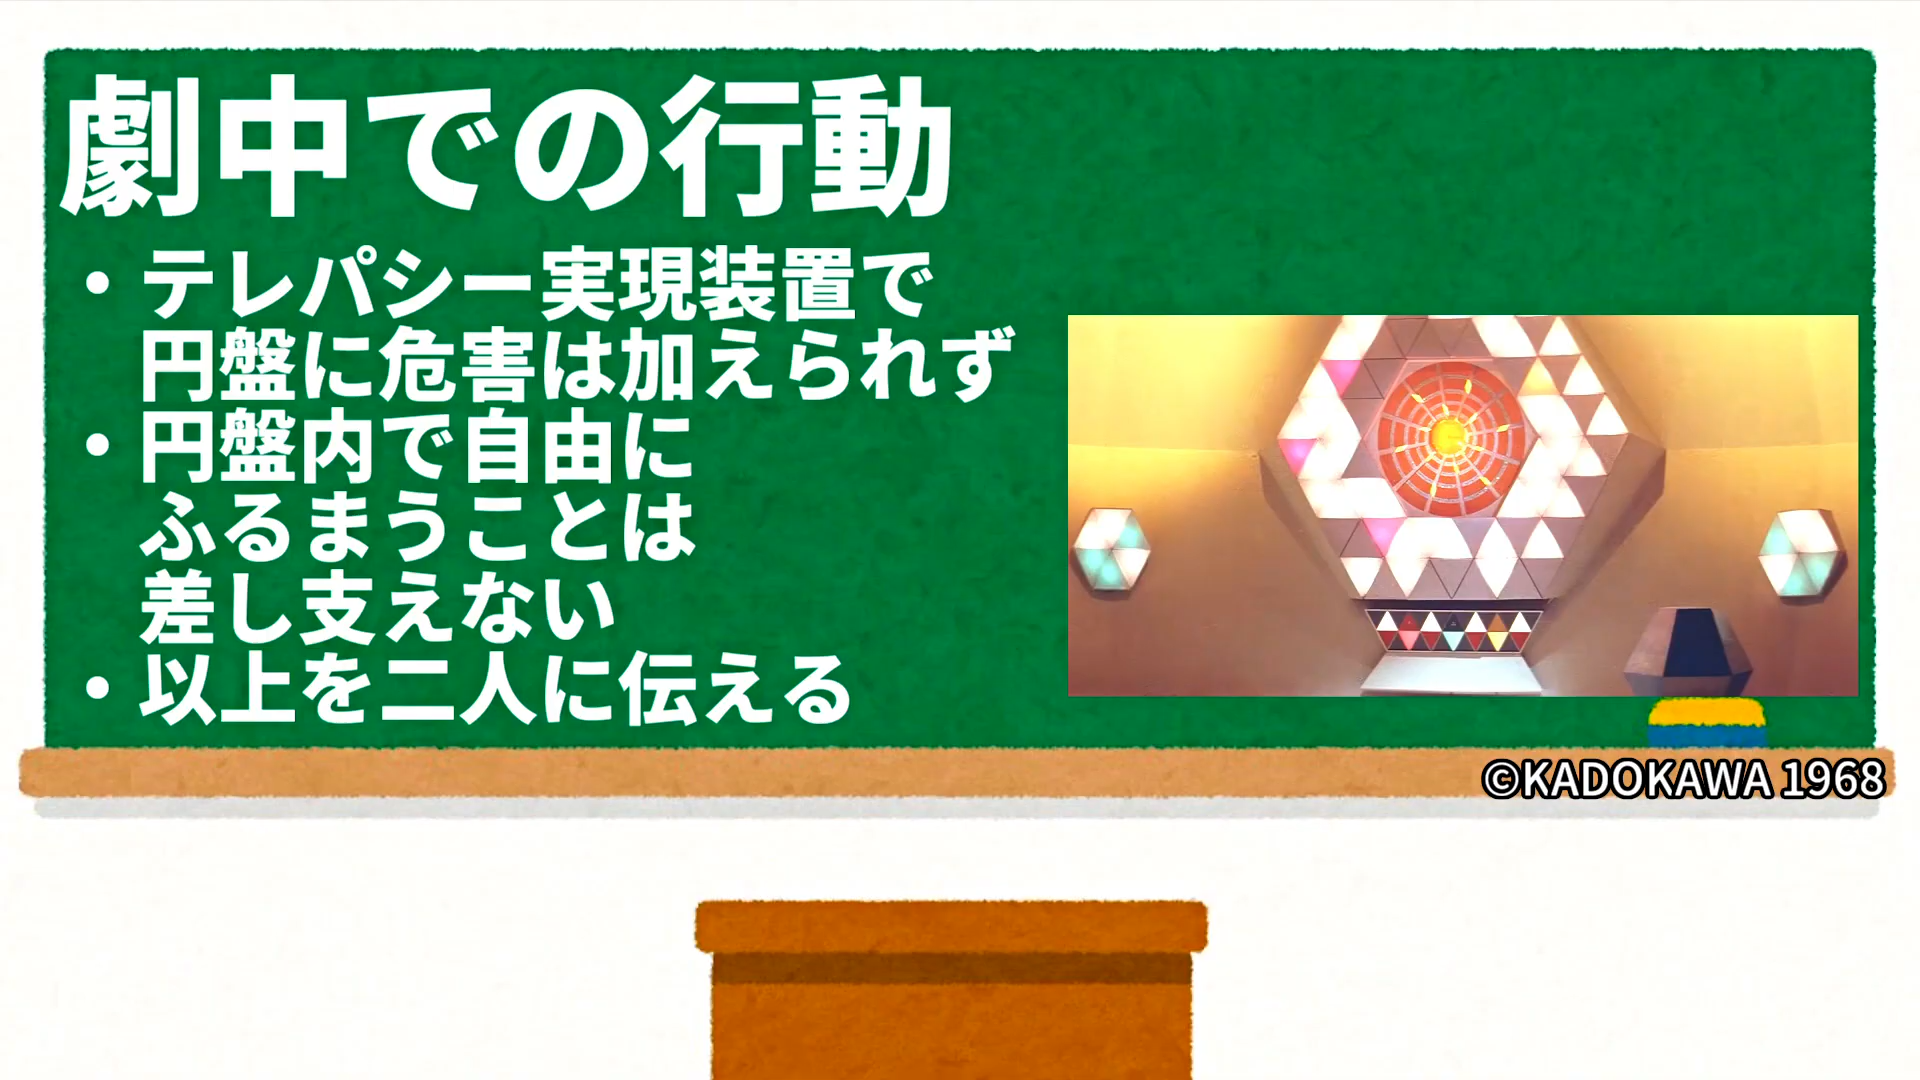 劇中での行動
・テレパシー実現装置で
円盤に危害は加えられず
・円盤内で自由に
ふるまうことは
差し支えない
・以上を二人に伝える
©KADOKAWA 1968